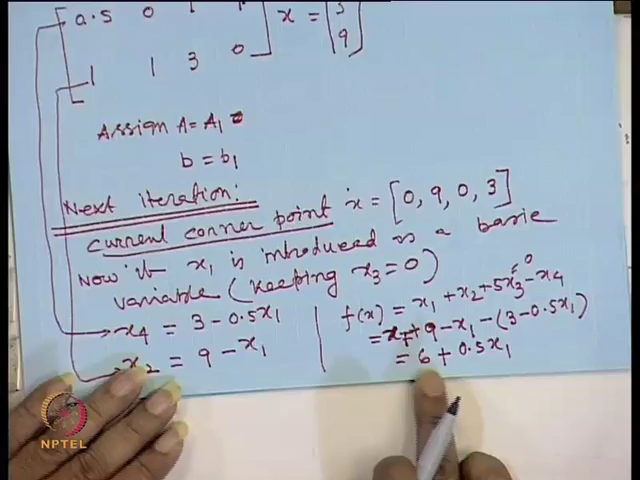 [0.5 0 1 1
1 1 3 0] x = [3
9]
Assign A = A₁
b = b₁
Next iteration:
current corner point x = [0, 9, 0, 3]
Now if x₁ is introduced as a basic
variable (keeping x₃=0)
x₄ = 3 - 0.5x₁
x₂ = 9 - x₁
f(x) = x₁ + x₂ + 5x₃ - x₄
= x₁ + 9 - x₁ - (3 - 0.5x₁)
= 6 + 0.5x₁
NPTEL